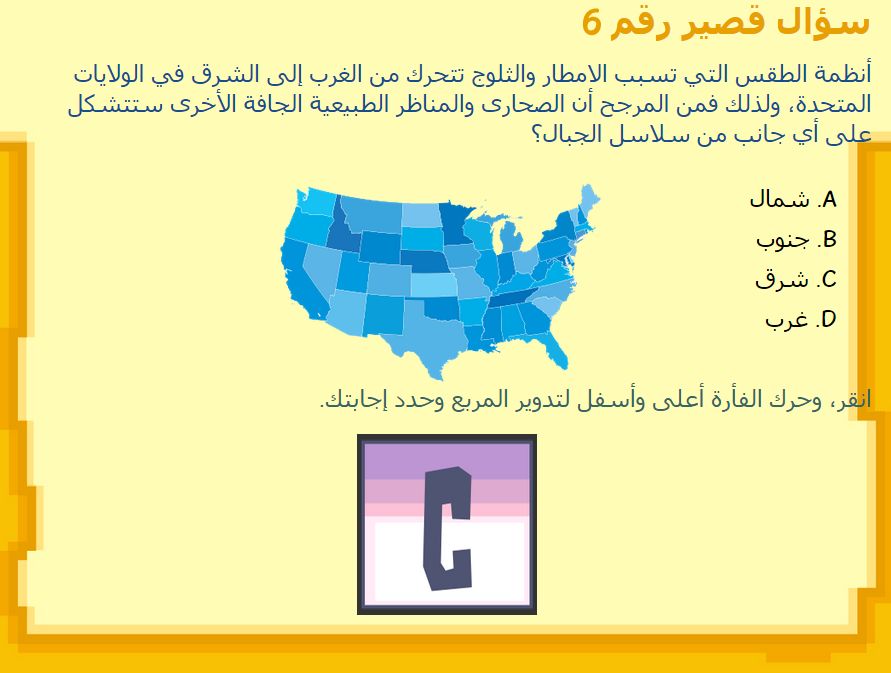 سؤال قصير رقم 6
أنظمة الطقس التي تسبب الامطار والثلوج تتحرك من الغرب إلى الشرق في الولايات
المتحدة، ولذلك فمن المرجح أن الصحارى والمناظر الطبيعية الجافة الأخرى ستتشكل
على أي جانب من سلاسل الجبال؟
A. شمال
B. جنوب
C. شرق
D. غرب
انقر، وحرك الفأرة أعلى وأسفل لتدوير المربع وحدد إجابتك.
C